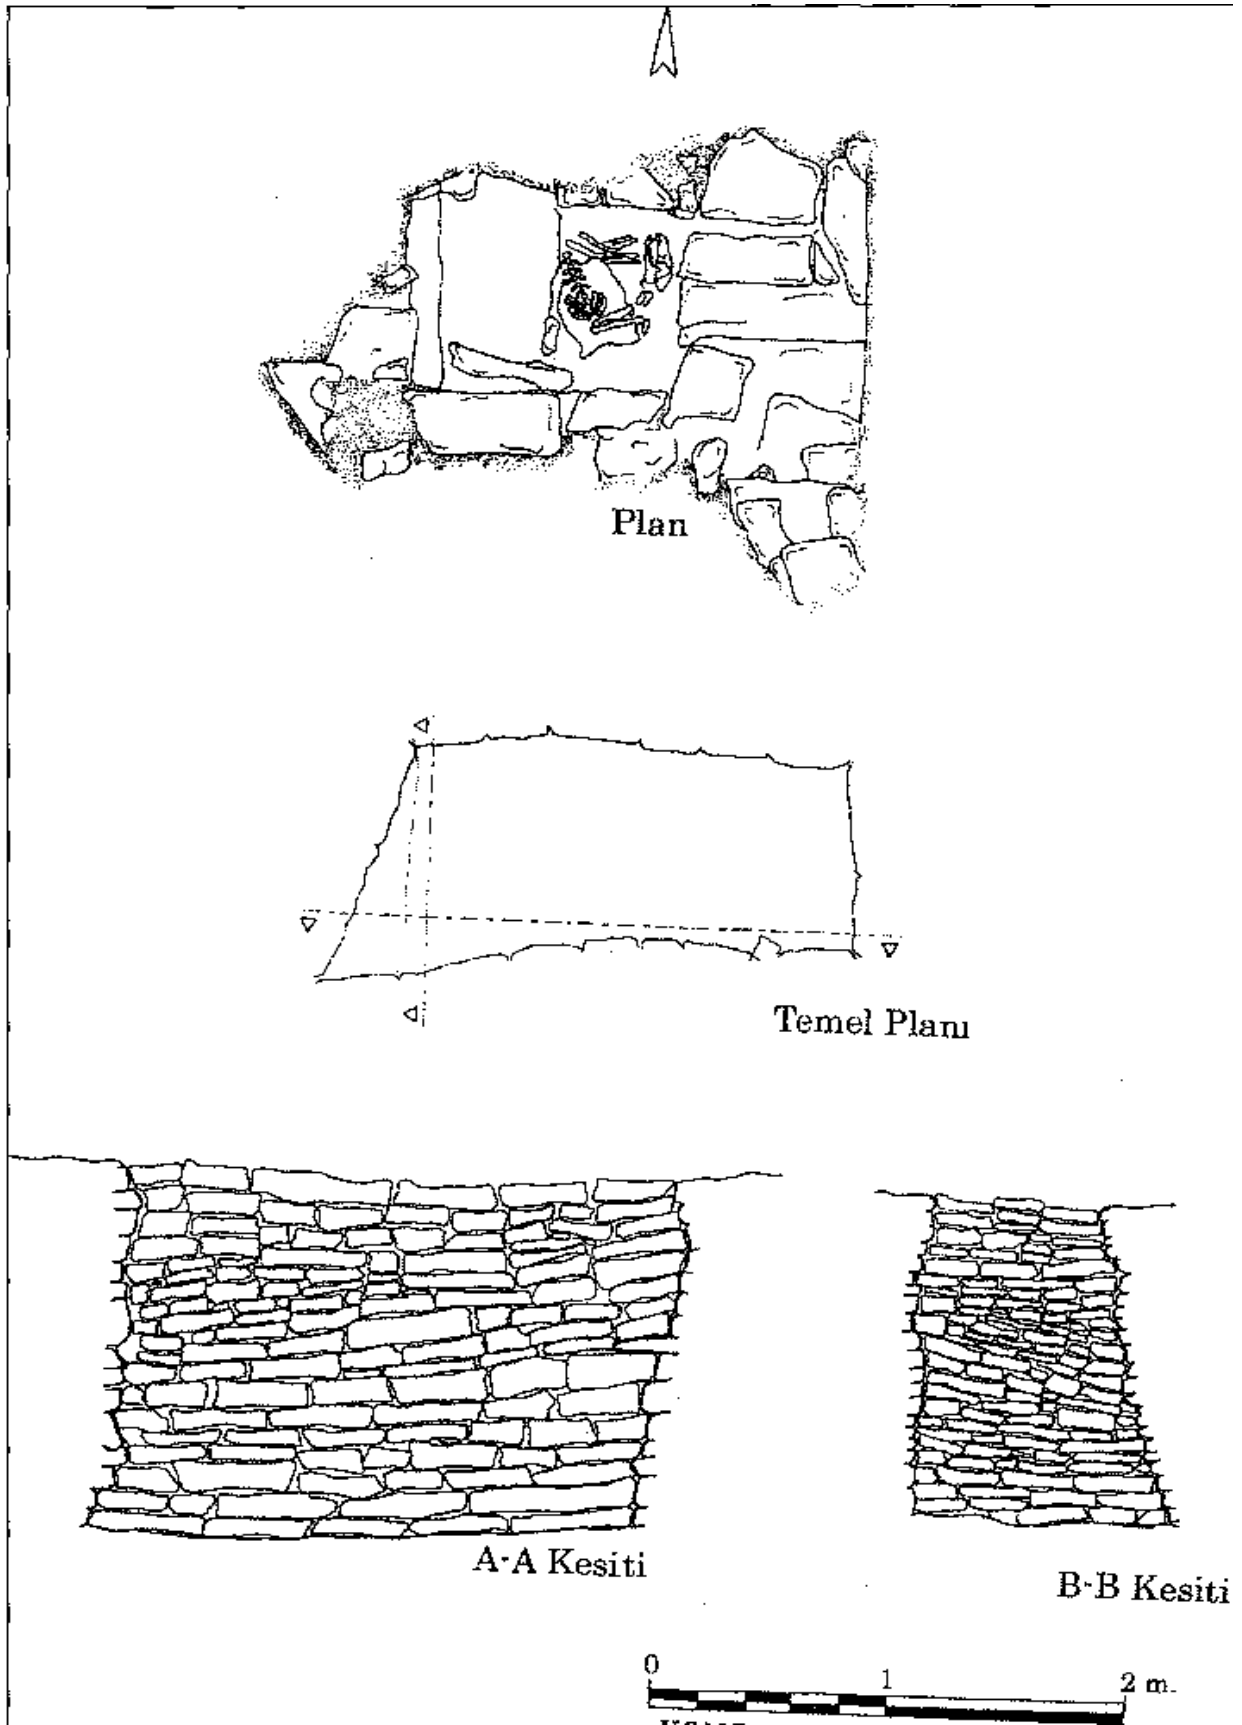 Plan
Temel Planı
A-A Kesiti
B-B Kesiti
0 1 2 m.